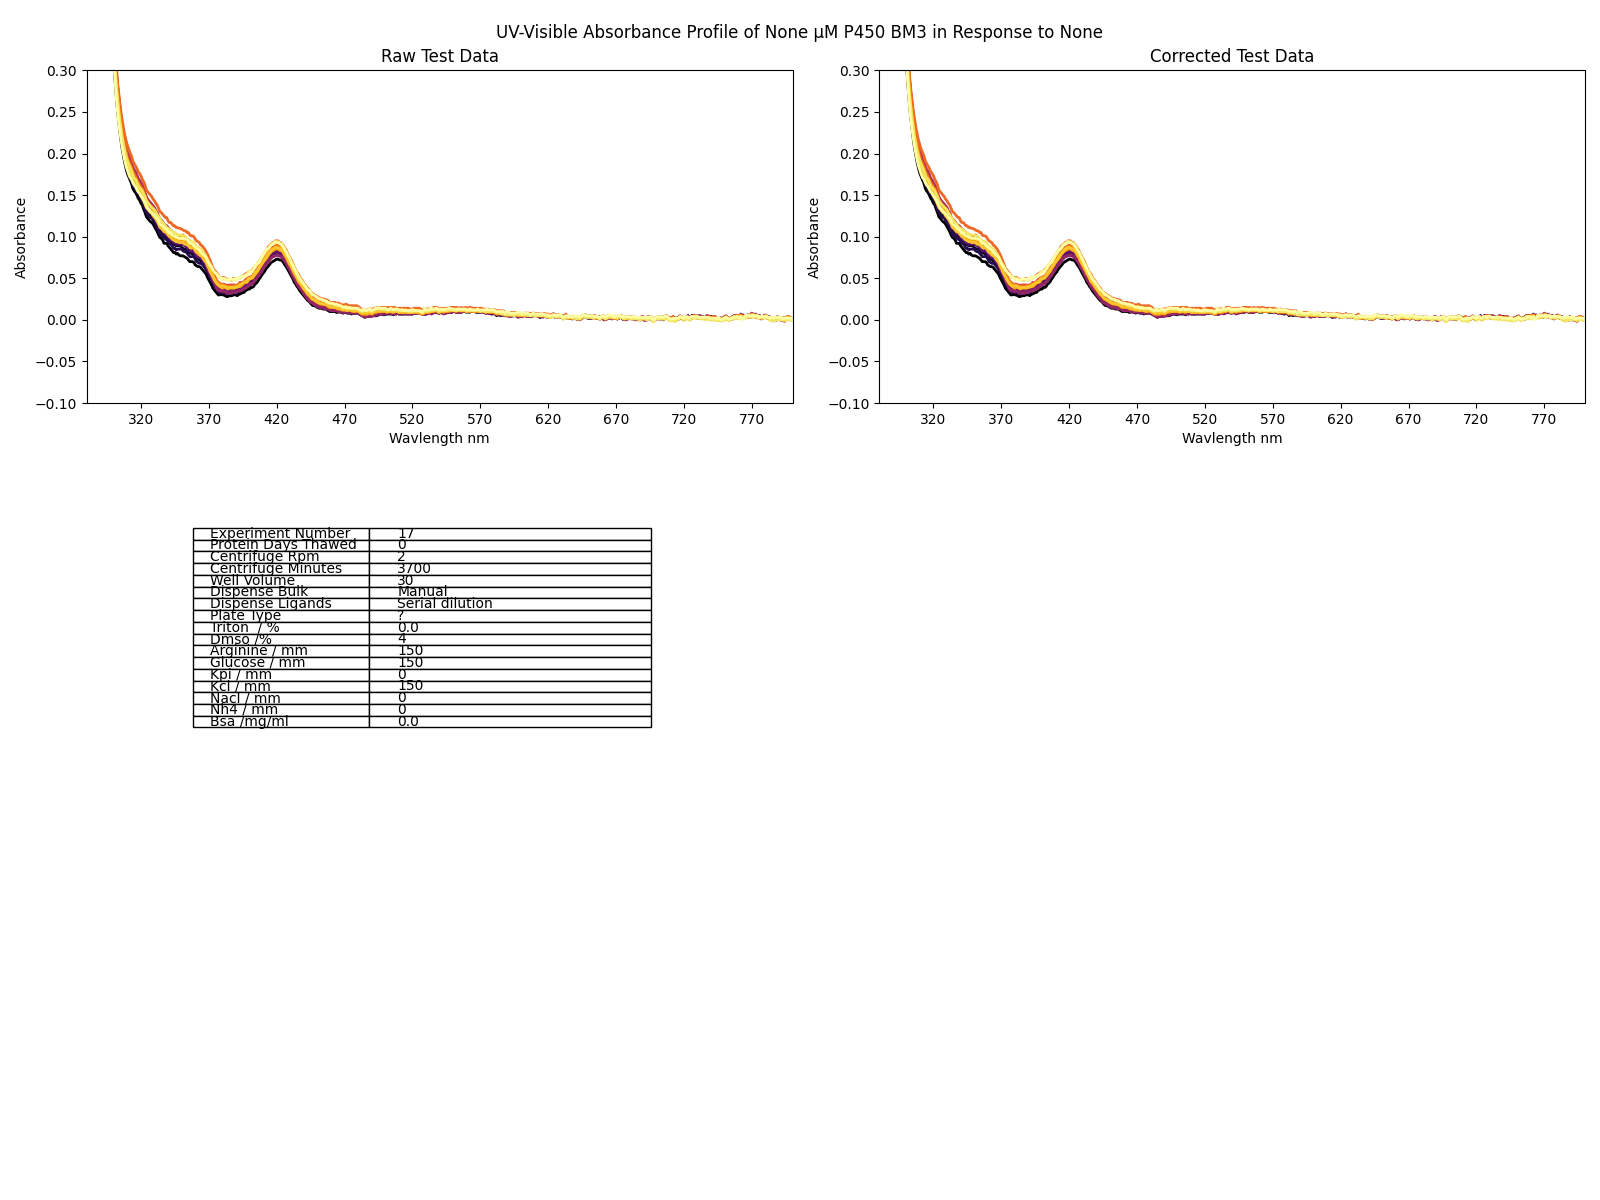 UV-Visible Absorbance Profile of None μM P450 BM3 in Response to None
Raw Test Data
0.30
0.25
0.20
0.15
0.10
0.05
0.00
−0.05
−0.10
Absorbance
320 370 420 470 520 570 620 670 720 770
Wavlength nm
Corrected Test Data
0.30
0.25
0.20
0.15
0.10
0.05
0.00
−0.05
−0.10
Absorbance
320 370 420 470 520 570 620 670 720 770
Wavlength nm
Experiment Number 17
Protein Days Thawed 0
Centrifuge Rpm 2
Centrifuge Minutes 3700
Well Volume 30
Dispense Bulk Manual
Dispense Ligands Serial dilution
Plate Type ?
Triton / % 0.0
Dmso /% 4
Arginine / mm 150
Glucose / mm 150
Kpi / mm 0
Kcl / mm 150
Nacl / mm 0
Nh4 / mm 0
Bsa /mg/ml 0.0